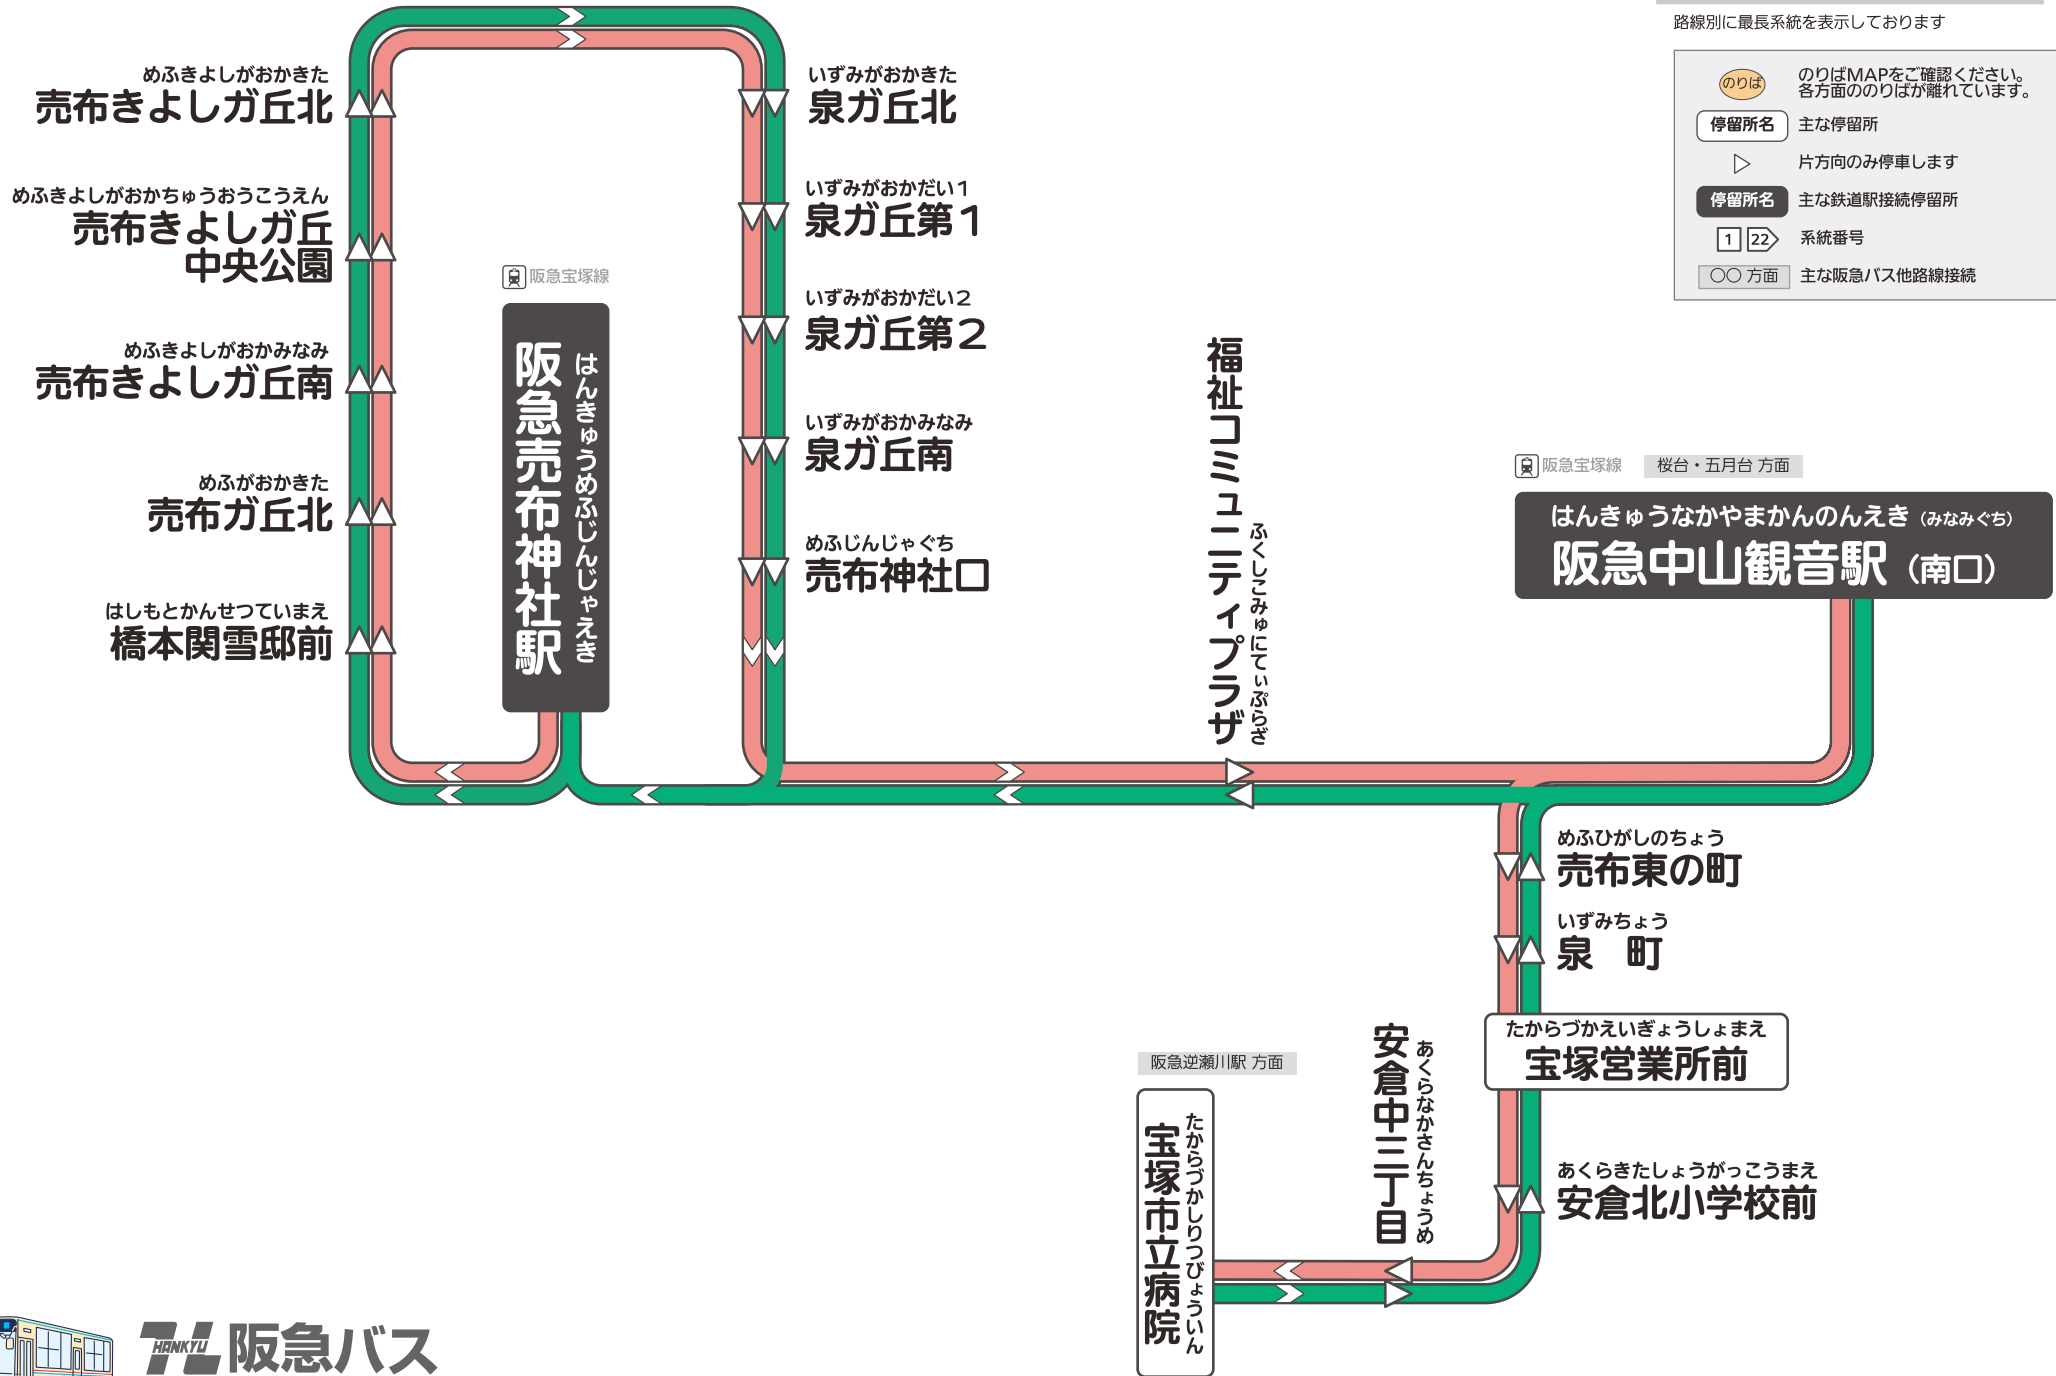 路線別に最長系統を表示しております
のりば
のりばMAPをご確認ください。
各方面ののりばが離れています。
停留所名
主な停留所
片方向のみ停車します
停留所名
主な鉄道駅接続停留所
1 22
系統番号
○○ 方面
主な阪急バス他路線接続
めふきよしがおかきた
売布きよしガ丘北
めふきよしがおかちゅうおうこうえん
売布きよしガ丘
中央公園
めふきよしがおかみなみ
売布きよしガ丘南
めふがおかきた
売布ガ丘北
はしもとかんせつていまえ
橋本関雪邸前
阪急宝塚線
はんきゅうめふじんじゃえき
阪急売布神社駅
いずみがおかきた
泉ガ丘北
いずみがおかだい1
泉ガ丘第1
いずみがおかだい2
泉ガ丘第2
いずみがおかみなみ
泉ガ丘南
めふじんじゃぐち
売布神社口
ふくしこみゅにてぃぷらざ
福祉コミュニティプラザ
阪急宝塚線
桜台・五月台 方面
はんきゅうなかやまかんのんえき（みなみぐち）
阪急中山観音駅（南口）
めふひがしのちょう
売布東の町
いずみちょう
泉　町
たからづかえいぎょうしょまえ
宝塚営業所前
あくらきたしょうがっこうまえ
安倉北小学校前
あくらなかさんちょうめ
安倉中三丁目
阪急逆瀬川駅 方面
たからづかしりつびょういん
宝塚市立病院
HANKYU
阪急バス